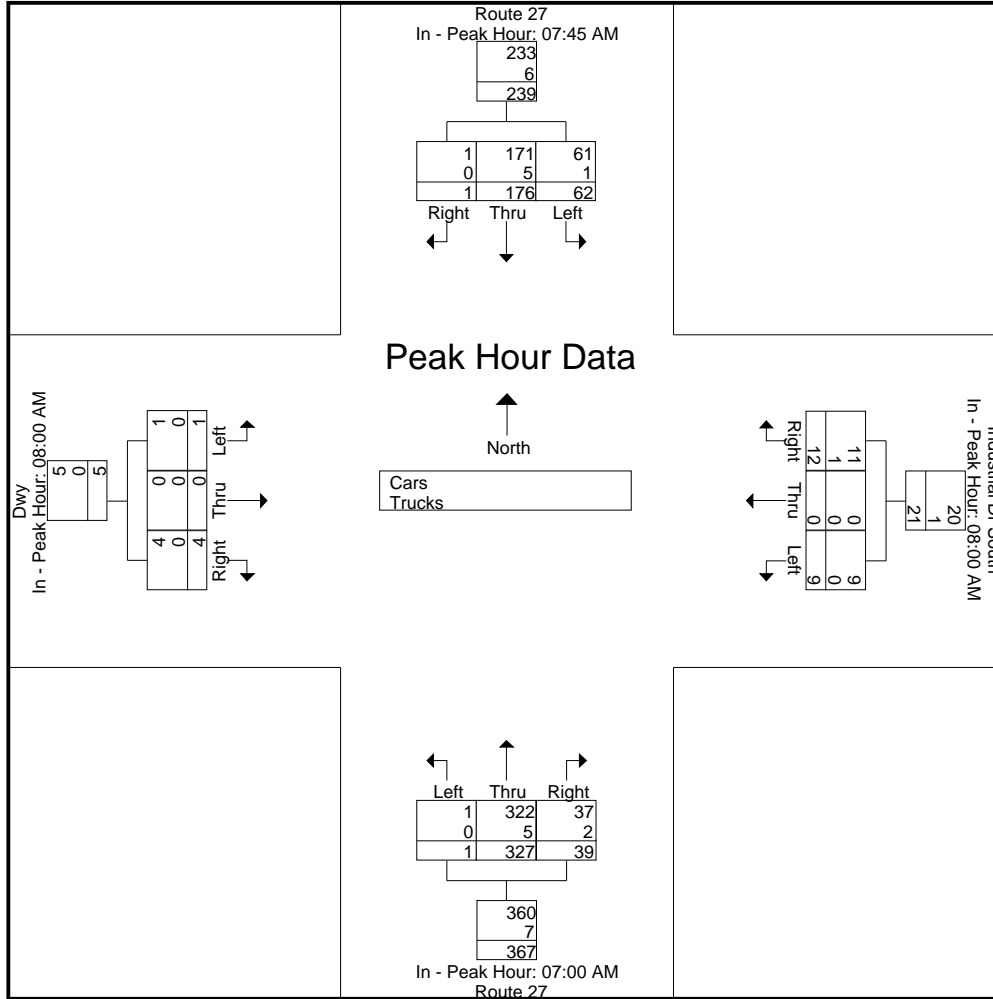 Route 27
In - Peak Hour: 07:45 AM
233
6
239
1 171 61
0 5 1
1 176 62
Right Thru Left
Peak Hour Data
North
Cars
Trucks
Dwy
In - Peak Hour: 08:00 AM
5
0
5
1 0 1
0 0 0
4 0 4
Left
Thru
Right
Industrial Dr South
In - Peak Hour: 08:00 AM
20
1
21
11 1 12
0 0 0
9 0 9
Right
Thru
Left
Left Thru Right
1 322 37
0 5 2
1 327 39
360
7
367
In - Peak Hour: 07:00 AM
Route 27